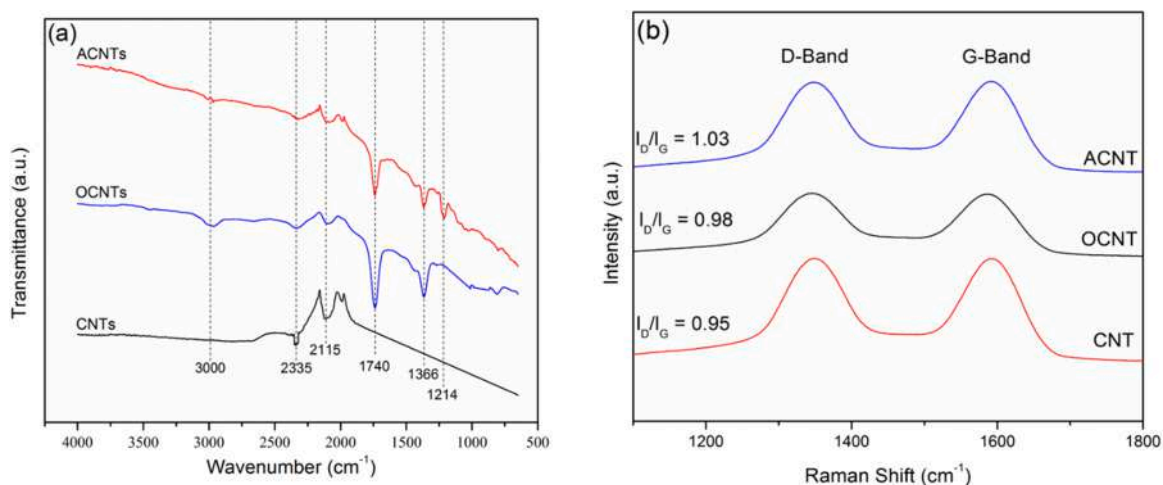 (a)
ACNTs
OCNTs
CNTs
3000
2335
2115
1740
1366
1214
Transmittance (a.u.)
4000 3500 3000 2500 2000 1500 1000 500
Wavenumber (cm⁻¹)
(b)
D-Band G-Band
I_D/I_G = 1.03
ACNT
I_D/I_G = 0.98
OCNT
I_D/I_G = 0.95
CNT
Intensity (a.u.)
1200 1400 1600 1800
Raman Shift (cm⁻¹)